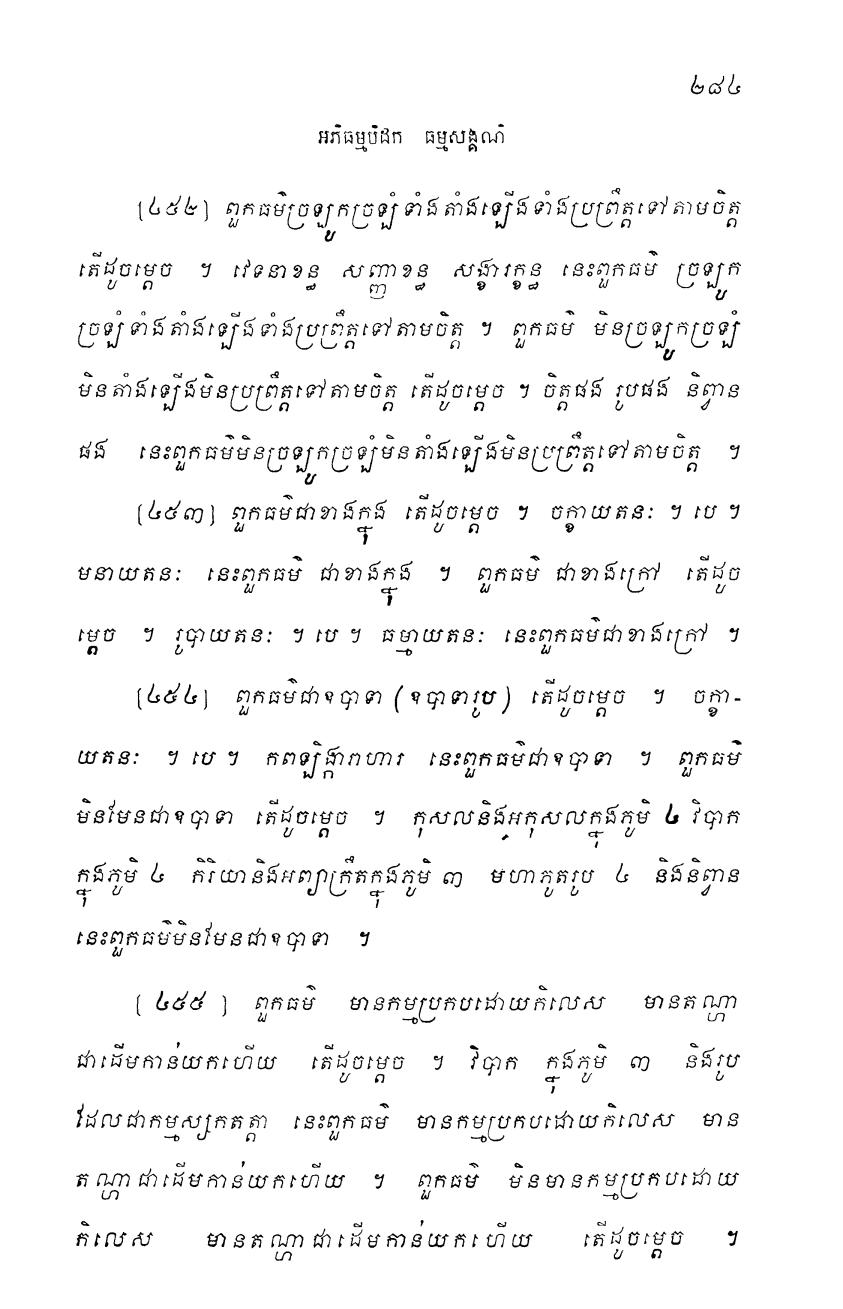 ២៨៤
អភិធម្មបិដក ធម្មសង្គណិ
[៤៥២] ពួកធម៌ច្រឡូកច្រឡំទាំងតាំងឡើងទាំងប្រព្រឹត្តទៅតាមចិត្ត
តើដូចម្តេច ។ វេទនាខន្ធ សញ្ញាខន្ធ សង្ខារក្ខន្ធ នេះពួកធម៌ ច្រឡូក
ច្រឡំទាំងតាំងឡើងទាំងប្រព្រឹត្តទៅតាមចិត្ត ។ ពួកធម៌ មិនច្រឡូកច្រឡំ
មិនតាំងឡើងមិនប្រព្រឹត្តទៅតាមចិត្ត តើដូចម្តេច ។ ចិត្តផង រូបផង និព្វាន
ផង នេះពួកធម៌មិនច្រឡូកច្រឡំមិនតាំងឡើងមិនប្រព្រឹត្តទៅតាមចិត្ត ។
[៤៥៣] ពួកធម៌ជាខាងក្នុង តើដូចម្តេច ។ ចក្ខាយតនៈ ។ បេ ។
មនាយតនៈ នេះពួកធម៌ ជាខាងក្នុង ។ ពួកធម៌ ជាខាងក្រៅ តើដូច
ម្តេច ។ រូបាយតនៈ ។ បេ ។ ធម្មាយតនៈ នេះពួកធម៌ជាខាងក្រៅ ។
[៤៥៤] ពួកធម៌ជាឧបាទា (ឧបាទារូប) តើដូចម្តេច ។ ចក្ខា-
យតនៈ ។ បេ ។ កពឡិង្ការាហារ នេះពួកធម៌ជាឧបាទា ។ ពួកធម៌
មិនមែនជាឧបាទា តើដូចម្តេច ។ កុសលនិងអកុសលក្នុងភូមិ ៤ វិបាក
ក្នុងភូមិ ៤ កិរិយានិងអព្យាក្រឹតក្នុងភូមិ ៣ មហាភូតរូប ៤ និងនិព្វាន
នេះពួកធម៌មិនមែនជាឧបាទា ។
[ ៤៥៥ ] ពួកធម៌ មានកម្មប្រកបដោយកិលេស មានតណ្ហា
ជាដើមកាន់យកហើយ តើដូចម្តេច ។ វិបាក ក្នុងភូមិ ៣ និងរូប
ដែលជាកម្មស្សកតត្តា នេះពួកធម៌ មានកម្មប្រកបដោយកិលេស មាន
តណ្ហាជាដើមកាន់យកហើយ ។ ពួកធម៌ មិនមានកម្មប្រកបដោយ
កិលេស មានតណ្ហាជាដើមកាន់យកហើយ តើដូចម្តេច ។